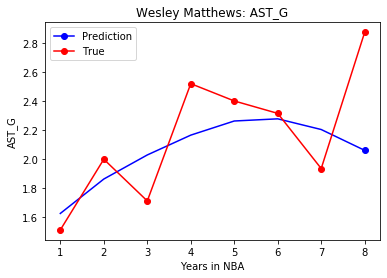 Wesley Matthews: AST_G
Prediction
True
AST_G
2.8
2.6
2.4
2.2
2.0
1.8
1.6
1 2 3 4 5 6 7 8
Years in NBA